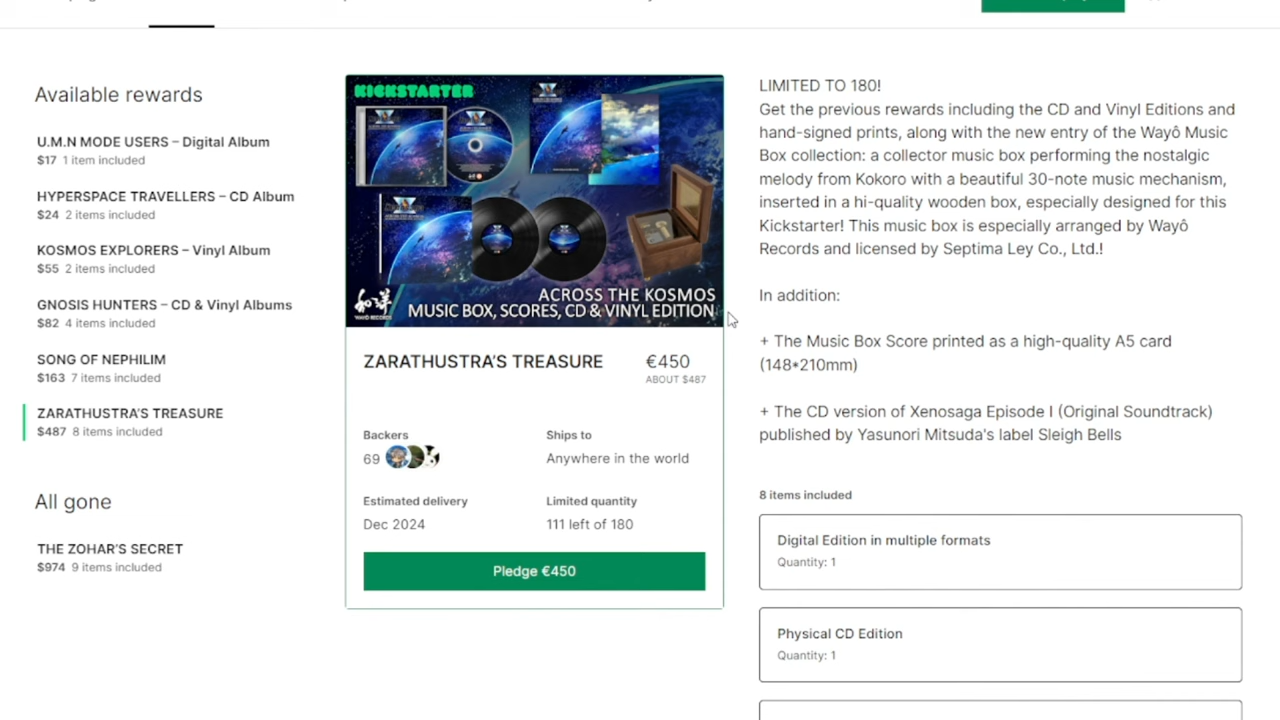 Available rewards
U.M.N MODE USERS – Digital Album
$17 1 item included
HYPERSPACE TRAVELLERS – CD Album
$24 2 items included
KOSMOS EXPLORERS – Vinyl Album
$55 2 items included
GNOSIS HUNTERS – CD & Vinyl Albums
$82 4 items included
SONG OF NEPHILIM
$163 7 items included
ZARATHUSTRA'S TREASURE
$487 8 items included
All gone
THE ZOHAR'S SECRET
$974 9 items included
KICKSTARTER
和洋
WAYÔ RECORDS
ACROSS THE KOSMOS
MUSIC BOX, SCORES, CD & VINYL EDITION
ZARATHUSTRA'S TREASURE
€450
ABOUT $487
Backers
69
Ships to
Anywhere in the world
Estimated delivery
Dec 2024
Limited quantity
111 left of 180
Pledge €450
LIMITED TO 180!
Get the previous rewards including the CD and Vinyl Editions and
hand-signed prints, along with the new entry of the Wayô Music
Box collection: a collector music box performing the nostalgic
melody from Kokoro with a beautiful 30-note music mechanism,
inserted in a hi-quality wooden box, especially designed for this
Kickstarter! This music box is especially arranged by Wayô
Records and licensed by Septima Ley Co., Ltd.!
In addition:
+ The Music Box Score printed as a high-quality A5 card
(148*210mm)
+ The CD version of Xenosaga Episode I (Original Soundtrack)
published by Yasunori Mitsuda's label Sleigh Bells
8 items included
Digital Edition in multiple formats
Quantity: 1
Physical CD Edition
Quantity: 1